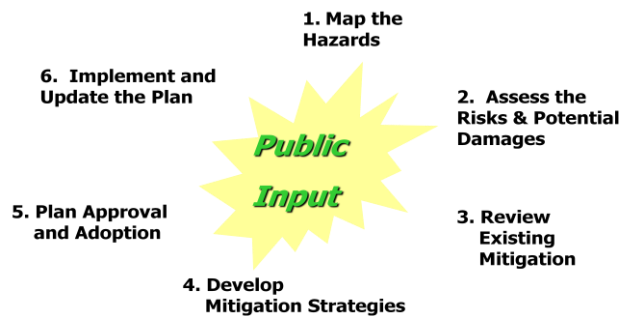 1. Map the
Hazards
2.  Assess the
Risks & Potential
Damages
3. Review
Existing
Mitigation
4. Develop
Mitigation Strategies
5. Plan Approval
and Adoption
6.  Implement and
Update the Plan
Public
Input